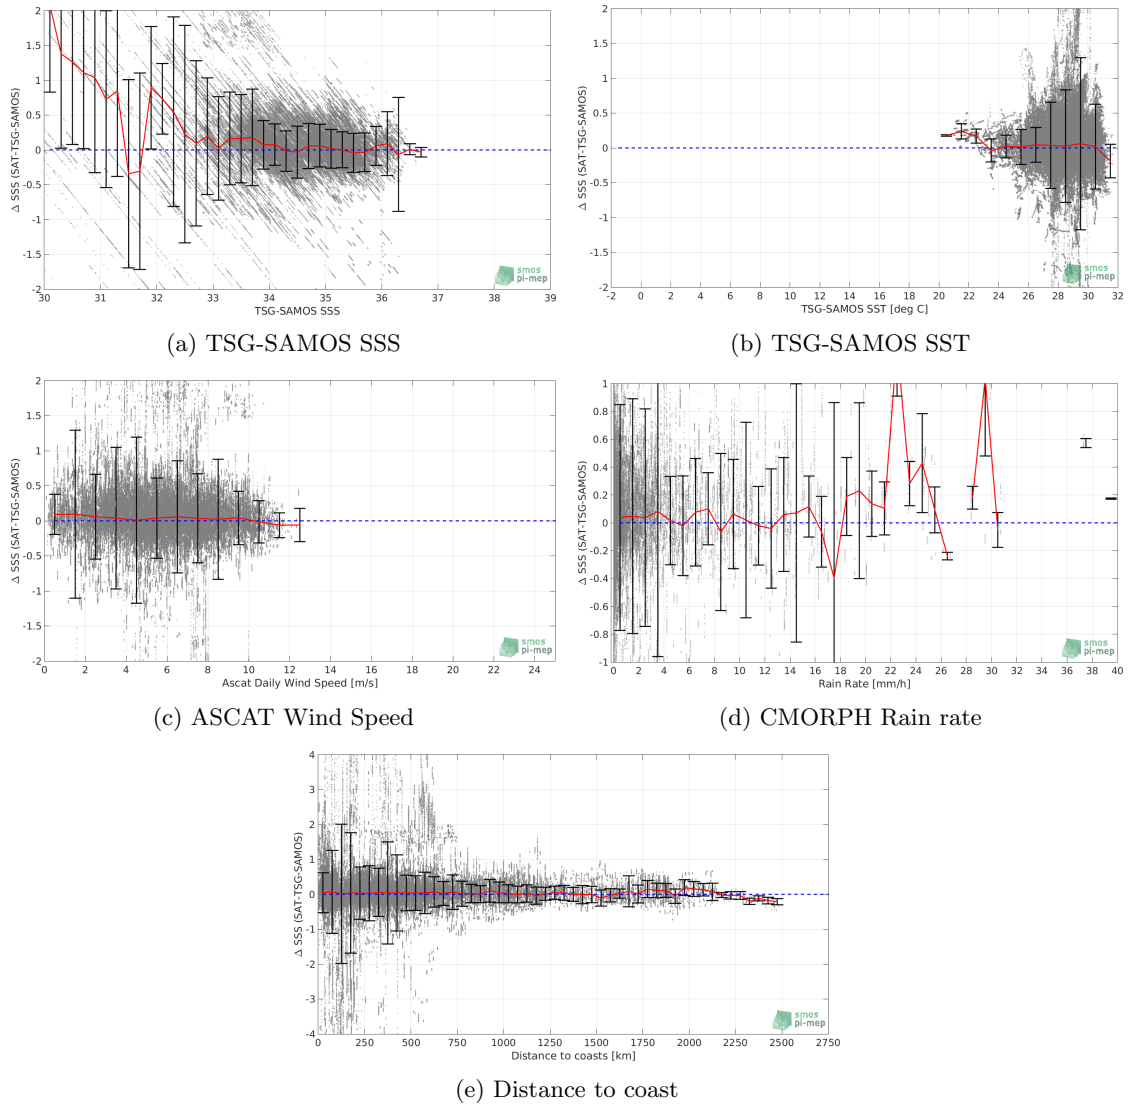 2
1.5
1
0.5
0
-0.5
-1
-1.5
-2
Δ SSS (SAT-TSG-SAMOS)
30 31 32 33 34 35 36 37 38 39
TSG-SAMOS SSS
smos
pi-mep
(a) TSG-SAMOS SSS
2
1.5
1
0.5
0
-0.5
-1
-1.5
-2
Δ SSS (SAT-TSG-SAMOS)
-2 0 2 4 6 8 10 12 14 16 18 20 22 24 26 28 30 32
TSG-SAMOS SST [deg C]
smos
pi-mep
(b) TSG-SAMOS SST
2
1.5
1
0.5
0
-0.5
-1
-1.5
-2
Δ SSS (SAT-TSG-SAMOS)
0 2 4 6 8 10 12 14 16 18 20 22 24
Ascat Daily Wind Speed [m/s]
smos
pi-mep
(c) ASCAT Wind Speed
1
0.8
0.6
0.4
0.2
0
-0.2
-0.4
-0.6
-0.8
-1
Δ SSS (SAT-TSG-SAMOS)
0 2 4 6 8 10 12 14 16 18 20 22 24 26 28 30 32 34 36 38 40
Rain Rate [mm/h]
smos
pi-mep
(d) CMORPH Rain rate
4
3
2
1
0
-1
-2
-3
-4
Δ SSS (SAT-TSG-SAMOS)
0 250 500 750 1000 1250 1500 1750 2000 2250 2500 2750
Distance to coasts [km]
smos
pi-mep
(e) Distance to coast